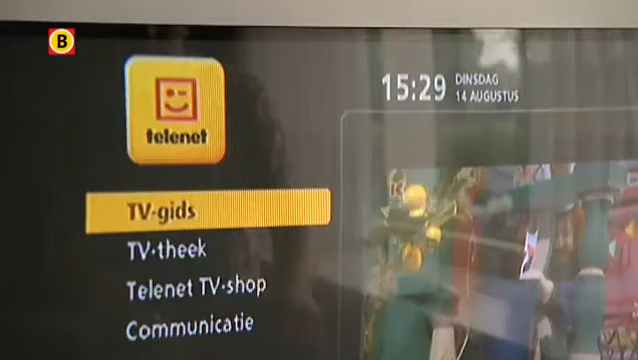 B
telenet
15:29
DINSDAG
14 AUGUSTUS
TV-gids
TV-theek
Telenet TV-shop
Communicatie